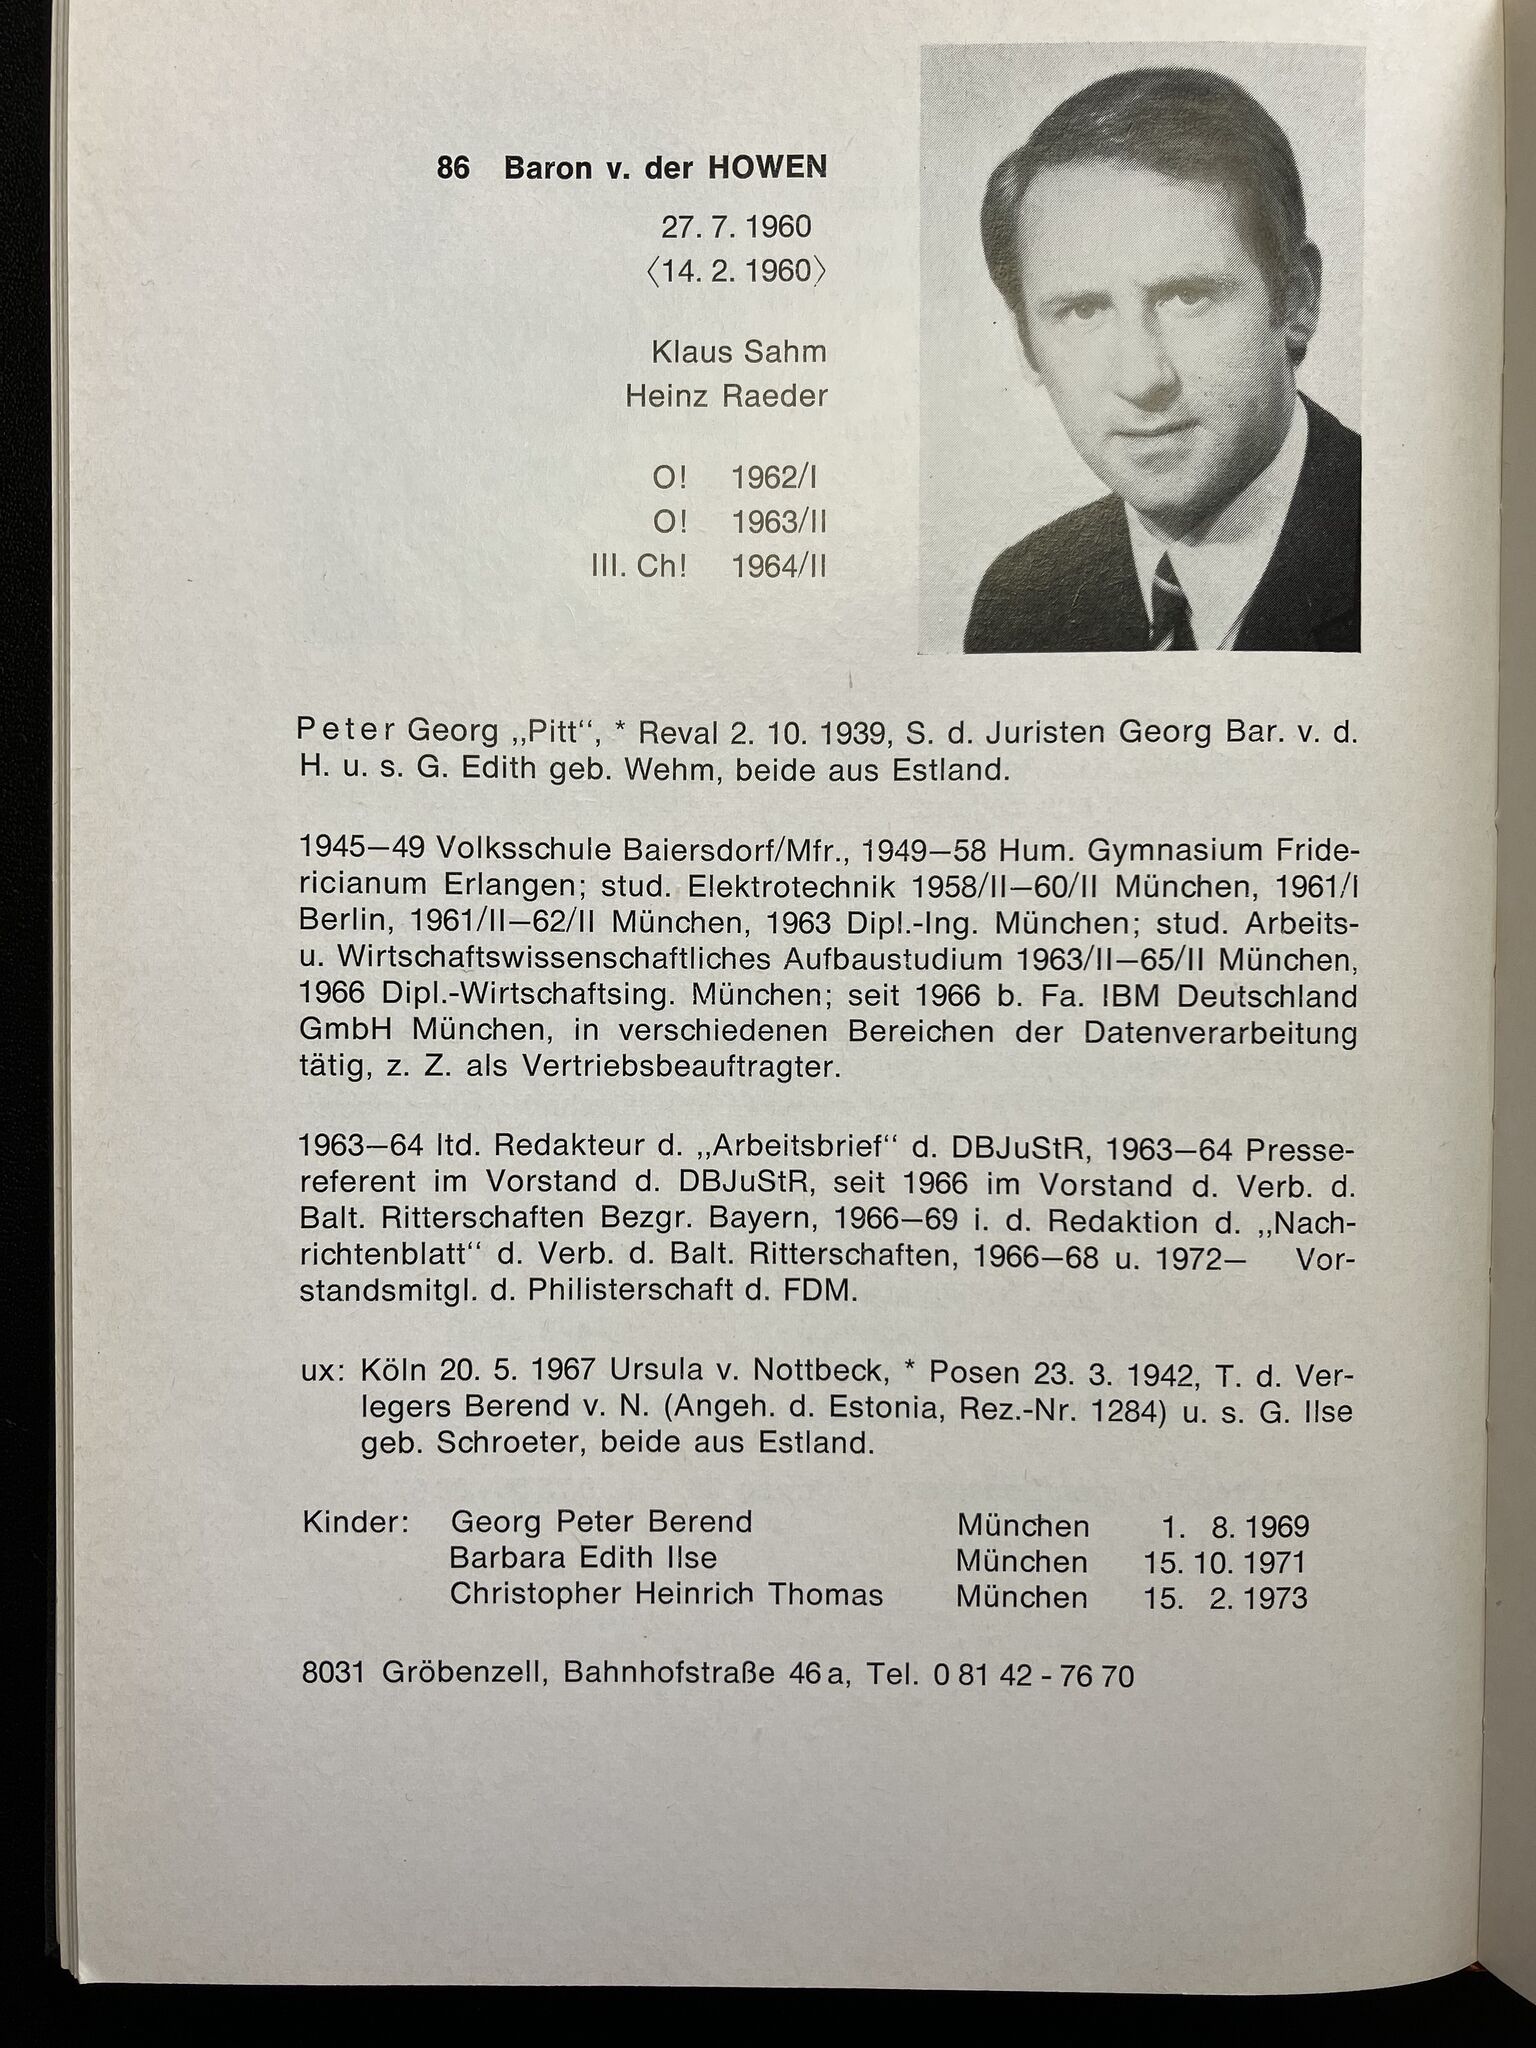 86 Baron v. der HOWEN
27. 7. 1960
〈14. 2. 1960〉
Klaus Sahm
Heinz Raeder
O! 1962/I
O! 1963/II
III. Ch! 1964/II
Peter Georg „Pitt“, * Reval 2. 10. 1939, S. d. Juristen Georg Bar. v. d.
H. u. s. G. Edith geb. Wehm, beide aus Estland.
1945—49 Volksschule Baiersdorf/Mfr., 1949—58 Hum. Gymnasium Fride-
ricianum Erlangen; stud. Elektrotechnik 1958/II—60/II München, 1961/I
Berlin, 1961/II—62/II München, 1963 Dipl.-Ing. München; stud. Arbeits-
u. Wirtschaftswissenschaftliches Aufbaustudium 1963/II—65/II München,
1966 Dipl.-Wirtschaftsing. München; seit 1966 b. Fa. IBM Deutschland
GmbH München, in verschiedenen Bereichen der Datenverarbeitung
tätig, z. Z. als Vertriebsbeauftragter.
1963—64 ltd. Redakteur d. „Arbeitsbrief“ d. DBJuStR, 1963—64 Presse-
referent im Vorstand d. DBJuStR, seit 1966 im Vorstand d. Verb. d.
Balt. Ritterschaften Bezgr. Bayern, 1966—69 i. d. Redaktion d. „Nach-
richtenblatt“ d. Verb. d. Balt. Ritterschaften, 1966—68 u. 1972— Vor-
standsmitgl. d. Philisterschaft d. FDM.
ux: Köln 20. 5. 1967 Ursula v. Nottbeck, * Posen 23. 3. 1942, T. d. Ver-
legers Berend v. N. (Angeh. d. Estonia, Rez.-Nr. 1284) u. s. G. Ilse
geb. Schroeter, beide aus Estland.
Kinder: Georg Peter Berend München 1. 8. 1969
Barbara Edith Ilse München 15. 10. 1971
Christopher Heinrich Thomas München 15. 2. 1973
8031 Gröbenzell, Bahnhofstraße 46 a, Tel. 0 81 42 - 76 70